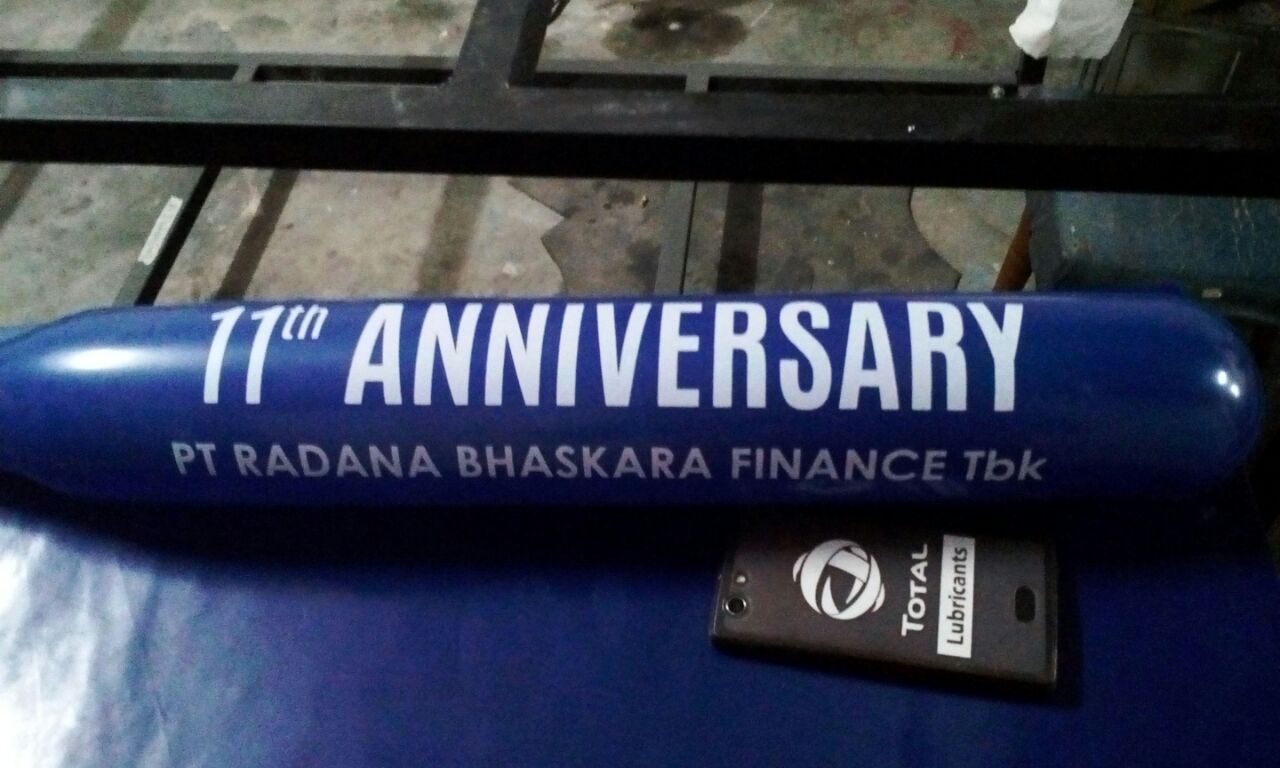 11th ANNIVERSARY
PT RADANA BHASKARA FINANCE Tbk
TOTAL
Lubricants